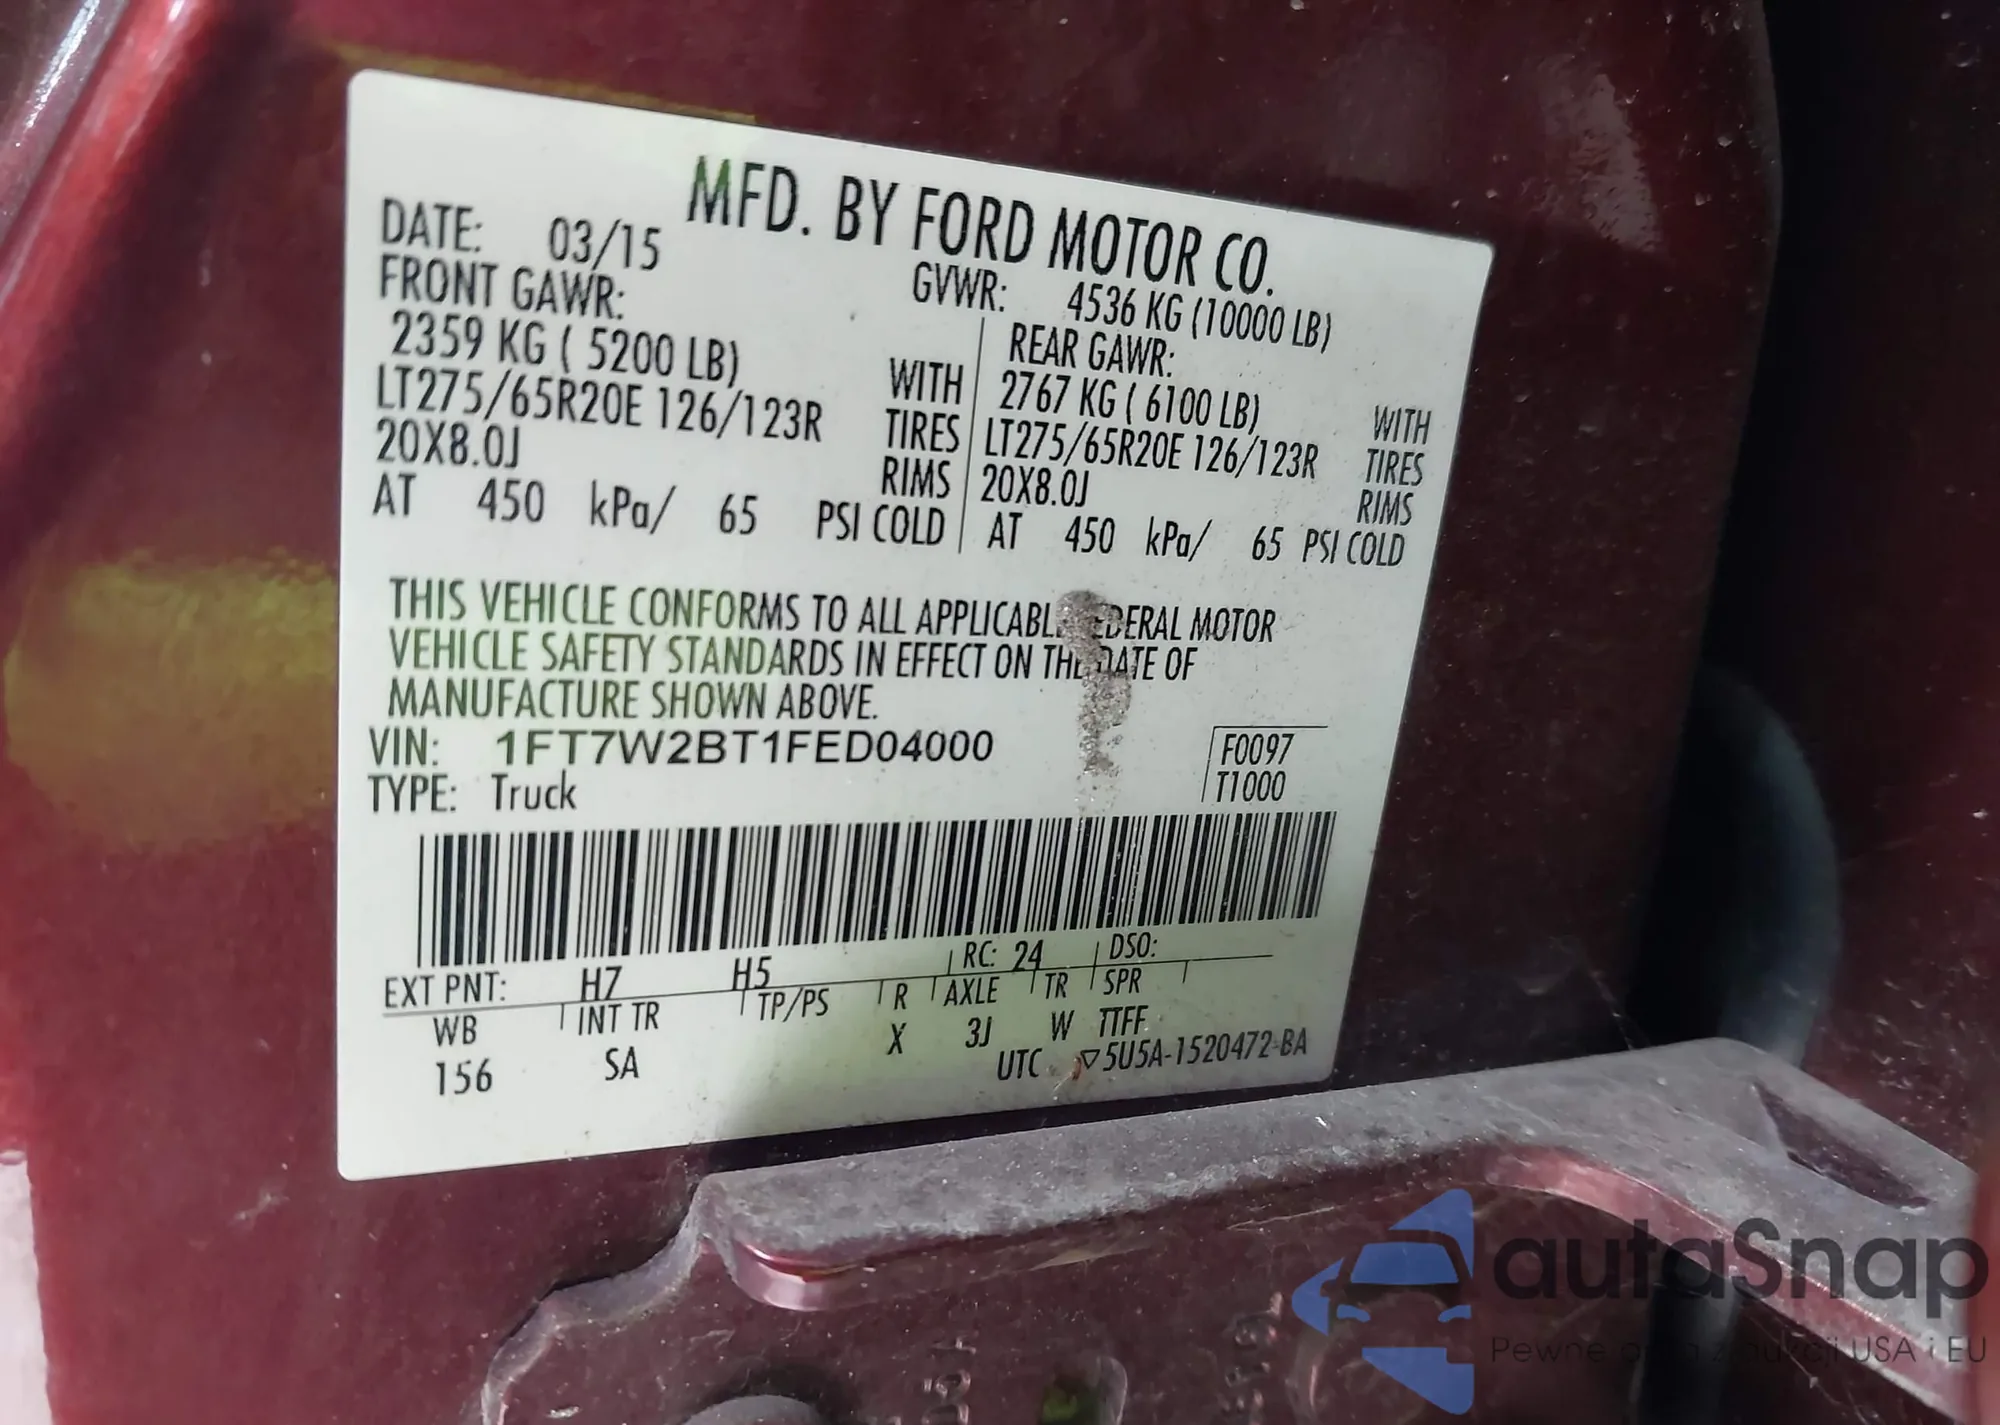 MFD. BY FORD MOTOR CO.
DATE: 03/15 GVWR: 4536 KG (10000 LB)
FRONT GAWR: REAR GAWR:
2359 KG ( 5200 LB) WITH 2767 KG ( 6100 LB) WITH
LT275/65R20E 126/123R TIRES LT275/65R20E 126/123R TIRES
20X8.0J RIMS 20X8.0J RIMS
AT 450 kPa/ 65 PSI COLD AT 450 kPa/ 65 PSI COLD
THIS VEHICLE CONFORMS TO ALL APPLICABLE FEDERAL MOTOR
VEHICLE SAFETY STANDARDS IN EFFECT ON THE DATE OF
MANUFACTURE SHOWN ABOVE.
VIN: 1FT7W2BT1FED04000 F0097
TYPE: Truck T1000
EXT PNT: H7 H5 RC: 24 DSO:
WB INT TR TP/PS R AXLE TR SPR
156 SA X 3J W TTFF
UTC ▽5U5A-1520472-BA
autaSnap
Pewne auta z aukcji USA i EU